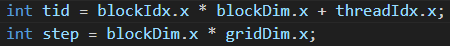 int tid = blockIdx.x * blockDim.x + threadIdx.x;
int step = blockDim.x * gridDim.x;